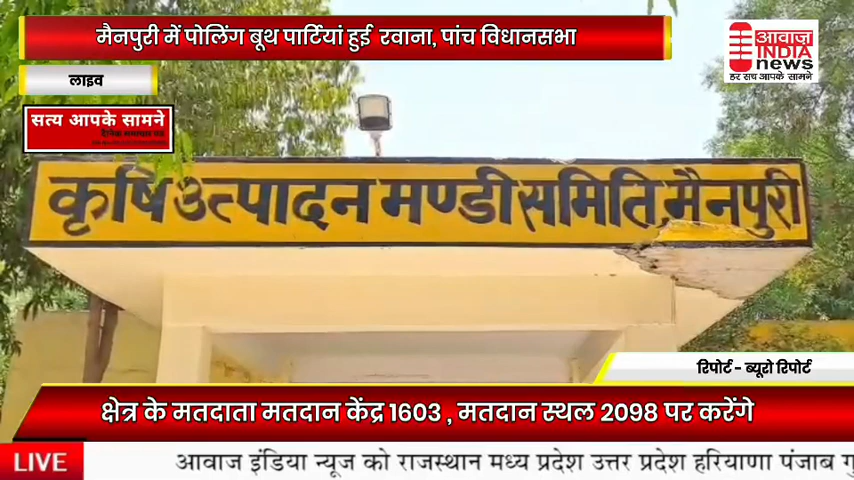 मैनपुरी में पोलिंग बूथ पार्टियां हुई रवाना, पांच विधानसभा
आवाज
INDIA
news
हर सच आपके सामने
लाइव
सत्य आपके सामने
कृषि उत्पादन मण्डी समिति, मैनपुरी
रिपोर्ट - ब्यूरो रिपोर्ट
क्षेत्र के मतदाता मतदान केंद्र 1603 , मतदान स्थल 2098 पर करेंगे
LIVE
आवाज इंडिया न्यूज को राजस्थान मध्य प्रदेश उत्तर प्रदेश हरियाणा पंजाब